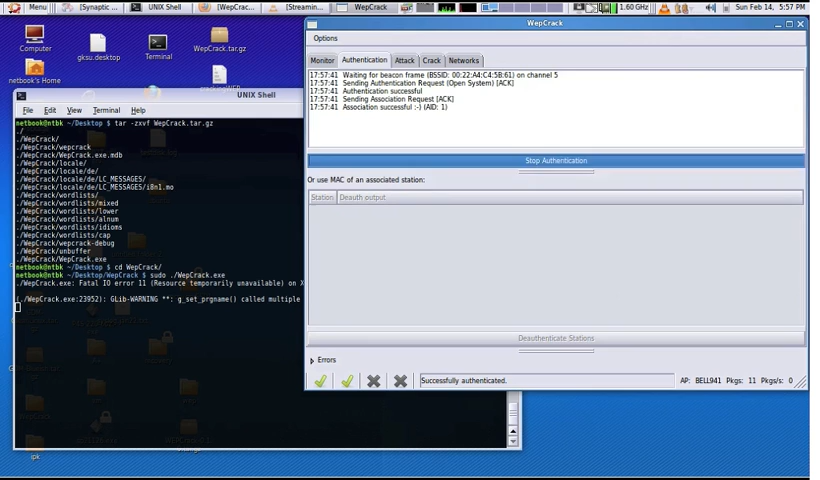 Menu
[Synaptic ...
UNIX Shell
[WepCrac...
[Streamin...
WepCrack
1.60 GHz
Sun Feb 14, 5:57 PM
Computer
gksu.desktop
Terminal
WepCrack.tar.gz
netbook's Home
UNIX Shell
File Edit View Terminal Help
netbook@ntbk ~/Desktop $ tar -zxvf WepCrack.tar.gz
./
./WepCrack/
./WepCrack/wepcrack
./WepCrack/WepCrack.exe.mdb
./WepCrack/locale/
./WepCrack/locale/de/
./WepCrack/locale/de/LC_MESSAGES/
./WepCrack/locale/de/LC_MESSAGES/i8n1.mo
./WepCrack/wordlists/
./WepCrack/wordlists/mixed
./WepCrack/wordlists/lower
./WepCrack/wordlists/alnum
./WepCrack/wordlists/idioms
./WepCrack/wordlists/cap
./WepCrack/wepcrack-debug
./WepCrack/unbuffer
./WepCrack/WepCrack.exe
netbook@ntbk ~/Desktop $ cd WepCrack/
netbook@ntbk ~/Desktop/WepCrack $ sudo ./WepCrack.exe
./WepCrack.exe: Fatal IO error 11 (Resource temporarily unavailable) on X
(./WepCrack.exe:23952): GLib-WARNING **: g_set_prgname() called multiple
ipk
WepCrack
Options
Monitor Authentication Attack Crack Networks
17:57:41 Waiting for beacon frame (BSSID: 00:22:A4:C4:5B:61) on channel 5
17:57:41 Sending Authentication Request (Open System) [ACK]
17:57:41 Authentication successful
17:57:41 Sending Association Request [ACK]
17:57:41 Association successful :-) (AID: 1)
Stop Authentication
Or use MAC of an associated station:
Station Deauth output
Deauthenticate Stations
Errors
Successfully authenticated.
AP: BELL941 Pkgs: 11 Pkgs/s: 0